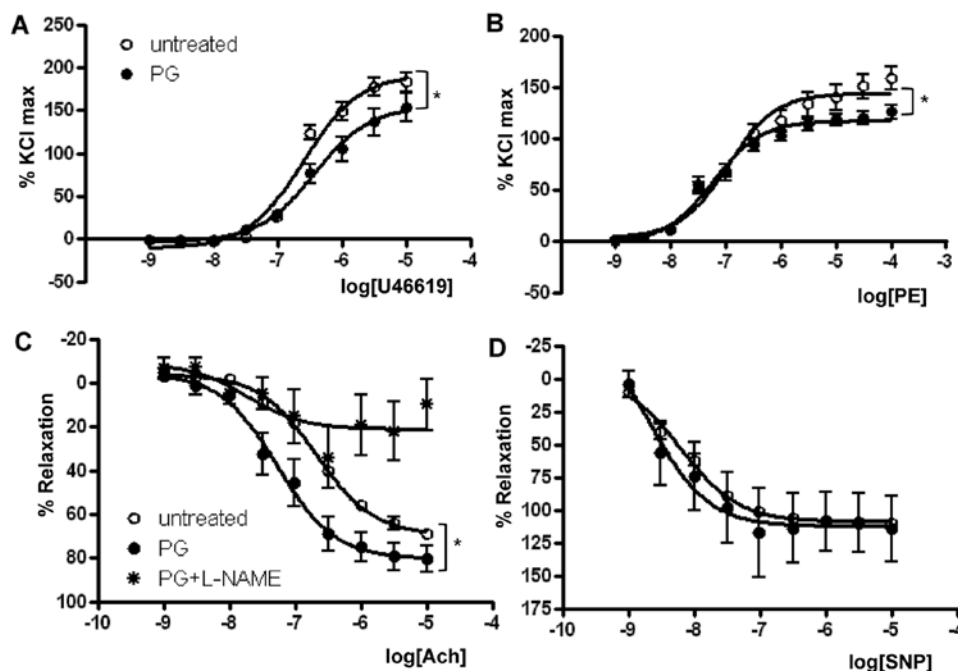 A
untreated
PG
% KCl max
250
200
150
100
50
0
-50
-9 -8 -7 -6 -5 -4
*
log[U46619]
B
% KCl max
200
150
100
50
0
-50
-10 -9 -8 -7 -6 -5 -4 -3
*
log[PE]
C
% Relaxation
-20
0
20
40
60
80
100
untreated
PG
PG+L-NAME
*
-10 -9 -8 -7 -6 -5 -4
log[Ach]
D
% Relaxation
-25
0
25
50
75
100
125
150
175
-10 -9 -8 -7 -6 -5 -4
log[SNP]